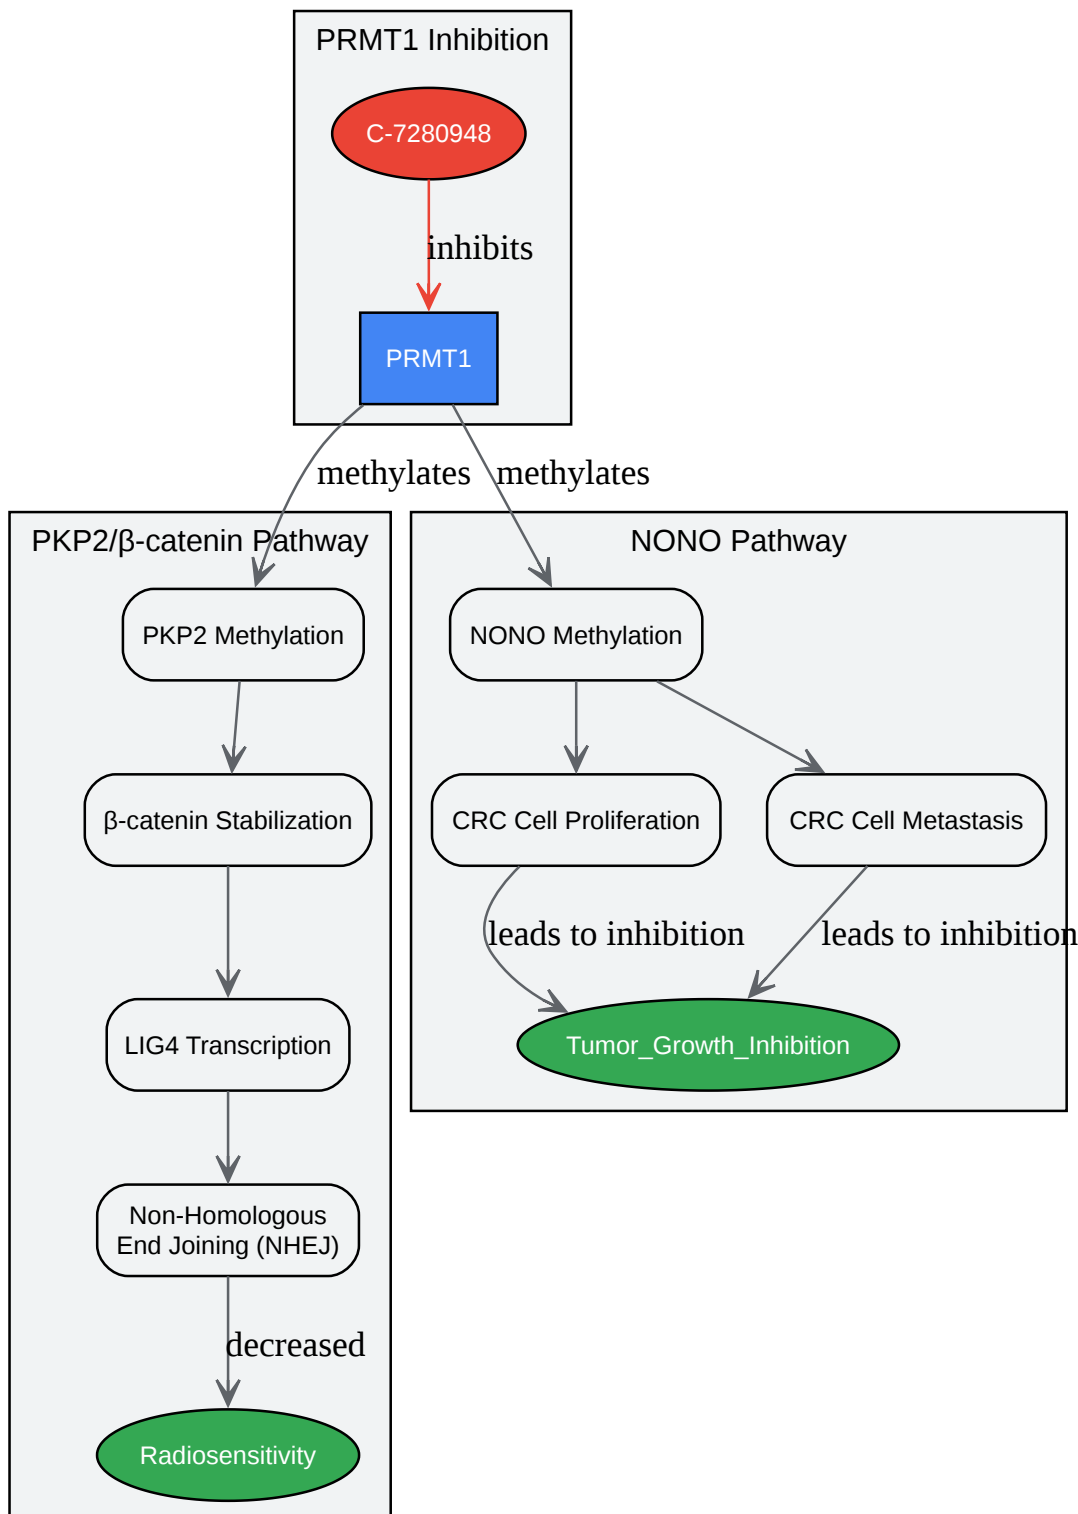 PRMT1 Inhibition
C-7280948
inhibits
PRMT1
methylates
methylates
PKP2/β-catenin Pathway
PKP2 Methylation
β-catenin Stabilization
LIG4 Transcription
Non-Homologous
End Joining (NHEJ)
decreased
Radiosensitivity
NONO Pathway
NONO Methylation
CRC Cell Proliferation
CRC Cell Metastasis
leads to inhibition
leads to inhibition
Tumor_Growth_Inhibition